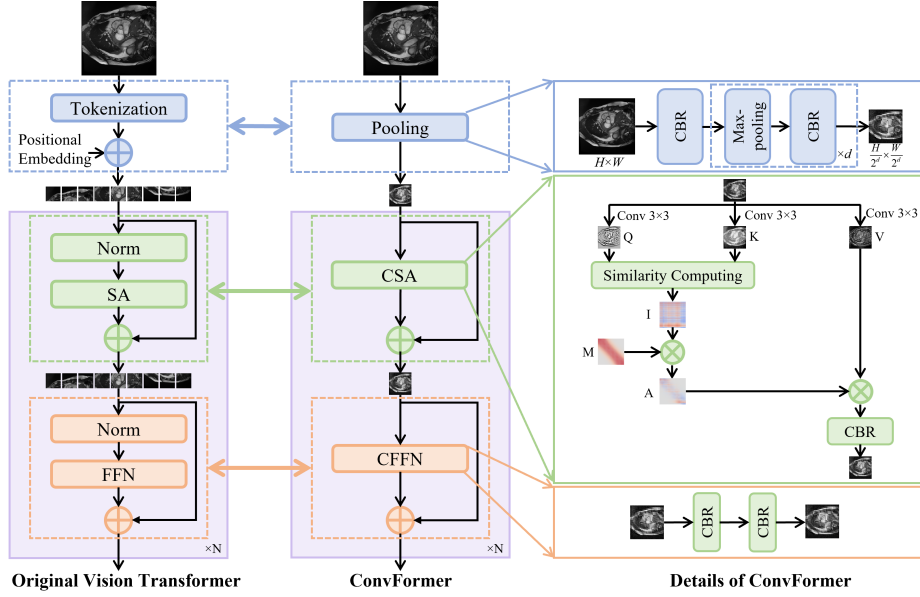 Tokenization
Positional
Embedding
Norm
SA
Norm
FFN
×N
Original Vision Transformer
Pooling
CSA
CFFN
×N
ConvFormer
H×W
CBR
Max-
pooling
CBR
×d
H/2^d × W/2^d
Conv 3×3
Conv 3×3
Conv 3×3
Q
K
V
Similarity Computing
I
M
A
CBR
CBR
CBR
Details of ConvFormer